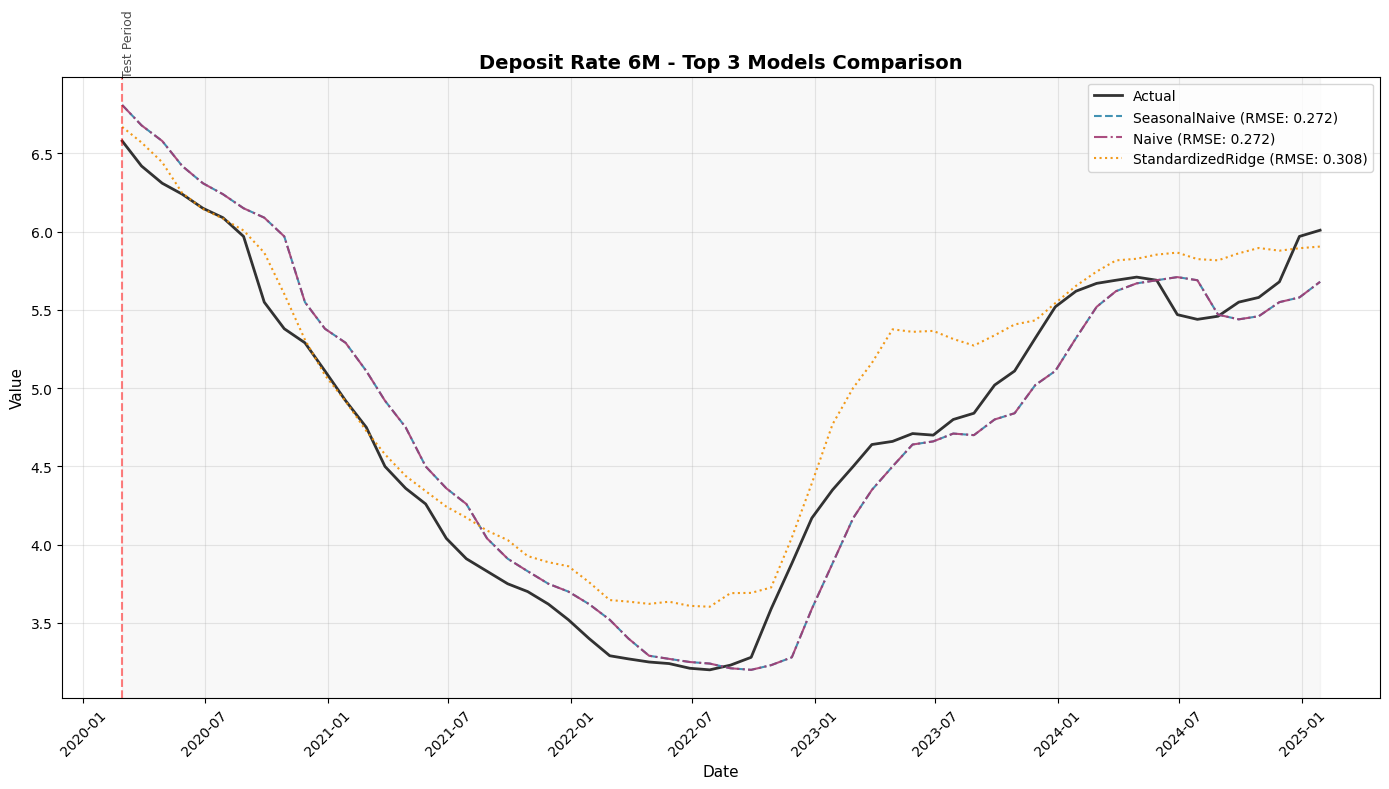 Test Period
Deposit Rate 6M - Top 3 Models Comparison
Actual
SeasonalNaive (RMSE: 0.272)
Naive (RMSE: 0.272)
StandardizedRidge (RMSE: 0.308)
Value
6.5
6.0
5.5
5.0
4.5
4.0
3.5
2020-01
2020-07
2021-01
2021-07
2022-01
2022-07
2023-01
2023-07
2024-01
2024-07
2025-01
Date